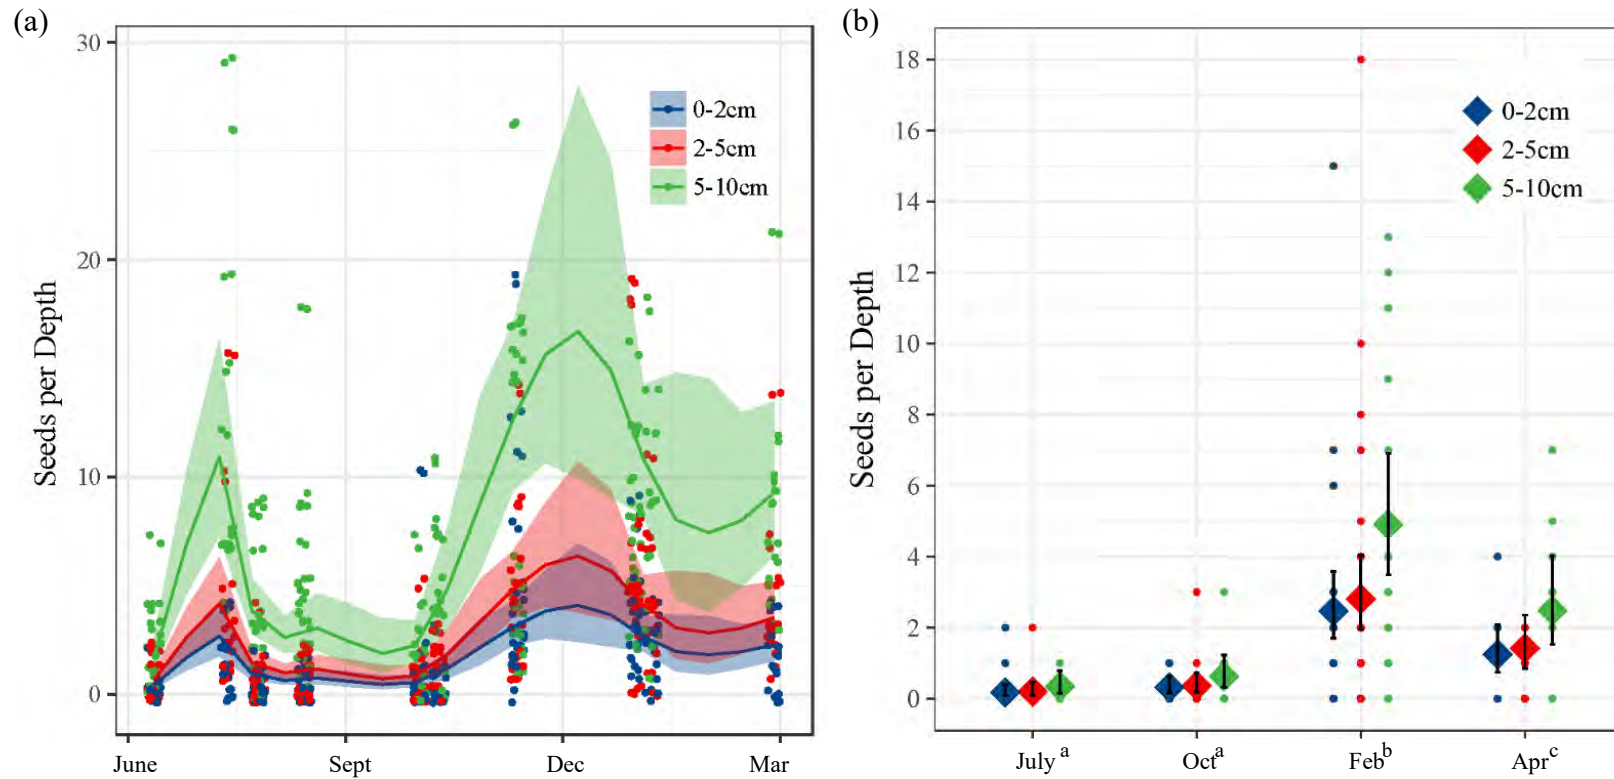 (a)
30
20
10
0
Seeds per Depth
0-2cm
2-5cm
5-10cm
June
Sept
Dec
Mar
(b)
18
16
14
12
10
8
6
4
2
0
Seeds per Depth
0-2cm
2-5cm
5-10cm
July a
Oct a
Feb b
Apr c